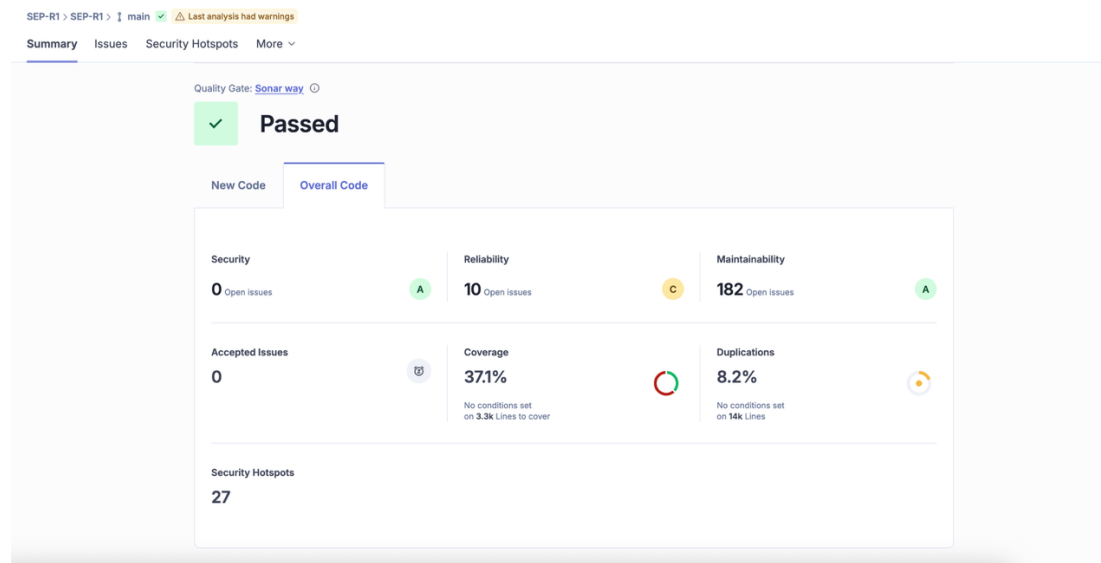 SEP-R1 > SEP-R1 > main Last analysis had warnings
Summary Issues Security Hotspots More
Quality Gate: Sonar way
Passed
New Code Overall Code
Security
0 Open issues
A
Reliability
10 Open issues
C
Maintainability
182 Open issues
A
Accepted Issues
0
Coverage
37.1%
No conditions set
on 3.3k Lines to cover
Duplications
8.2%
No conditions set
on 14k Lines
Security Hotspots
27